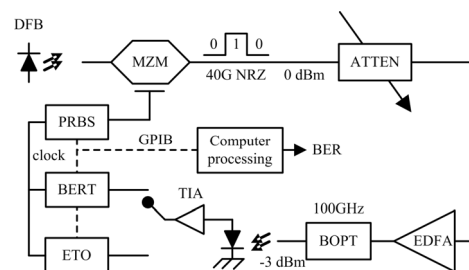 DFB
MZM
0 1 0
40G NRZ
0 dBm
ATTEN
PRBS
clock
GPIB
Computer
processing
BER
BERT
TIA
100GHz
BOPT
EDFA
-3 dBm
ETO